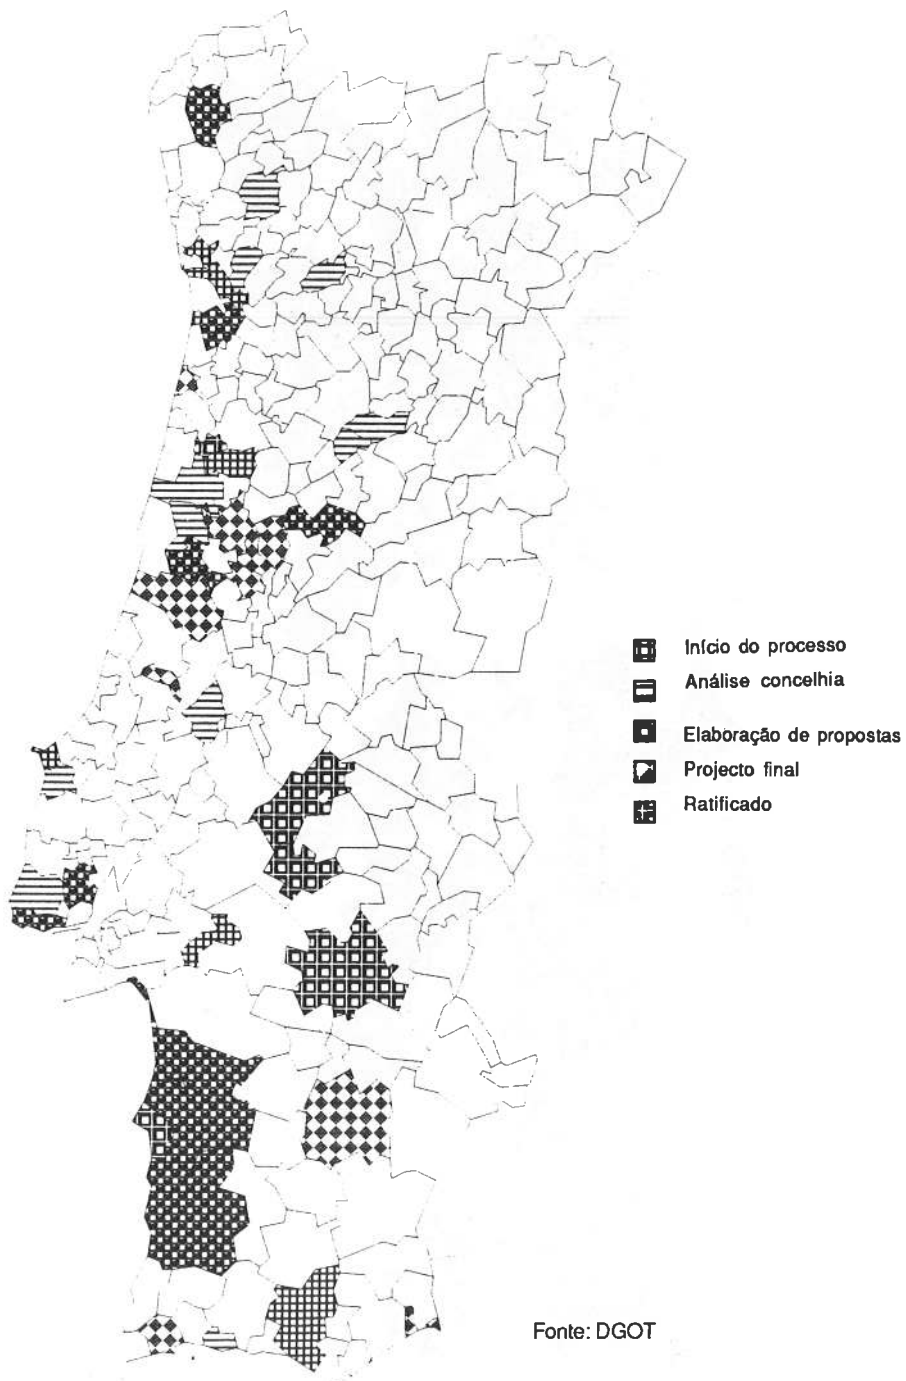 Início do processo
Análise concelhia
Elaboração de propostas
Projecto final
Ratificado
Fonte: DGOT